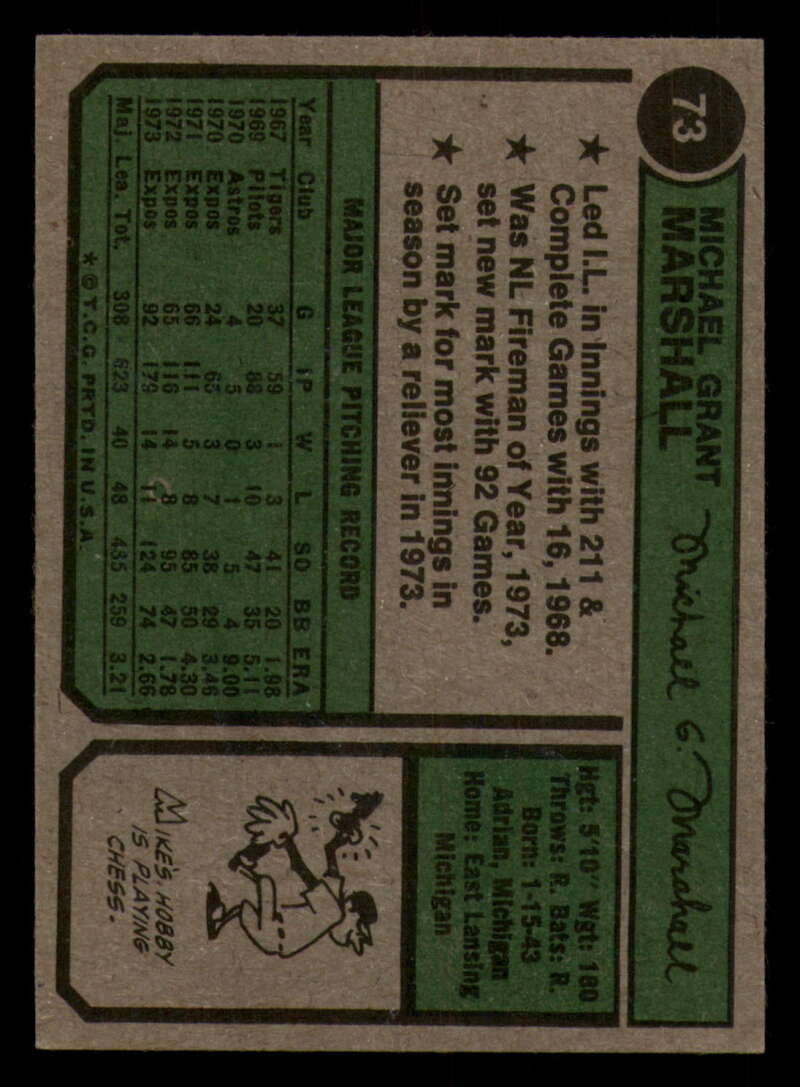 73
MICHAEL GRANT
MARSHALL
Michael G. Marshall
★ Led I.L. in Innings with 211 &
Complete Games with 16, 1968.
★ Was NL Fireman of Year, 1973,
set new mark with 92 Games.
★ Set mark for most innings in
season by a reliever in 1973.
MAJOR LEAGUE PITCHING RECORD
Year Club G IP W L SO BB ERA
1967 Tigers 37 59 1 3 41 20 1.98
1969 Pilots 20 88 3 10 47 35 5.11
1970 Astros 4 5 0 1 5 4 9.00
1970 Expos 24 65 3 7 38 29 3.46
1971 Expos 66 111 5 8 85 50 4.30
1972 Expos 65 116 14 8 95 47 1.78
1973 Expos 92 179 14 11 124 74 2.66
Maj. Lea. Tot. 308 623 40 48 435 259 3.21
*©T.C.G. PRTD. IN U.S.A.
Hgt: 5'10" Wgt: 180
Throws: R. Bats: R.
Born: 1-15-43
Adrian, Michigan
Home: East Lansing
Michigan
MIKE'S HOBBY
IS PLAYING
CHESS.